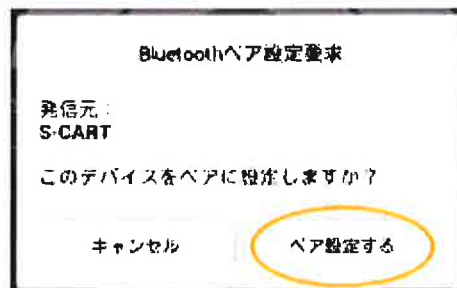 Bluetoothペア設定要求
発信元：
S-CART
このデバイスをペアに設定しますか？
キャンセル
ペア設定する